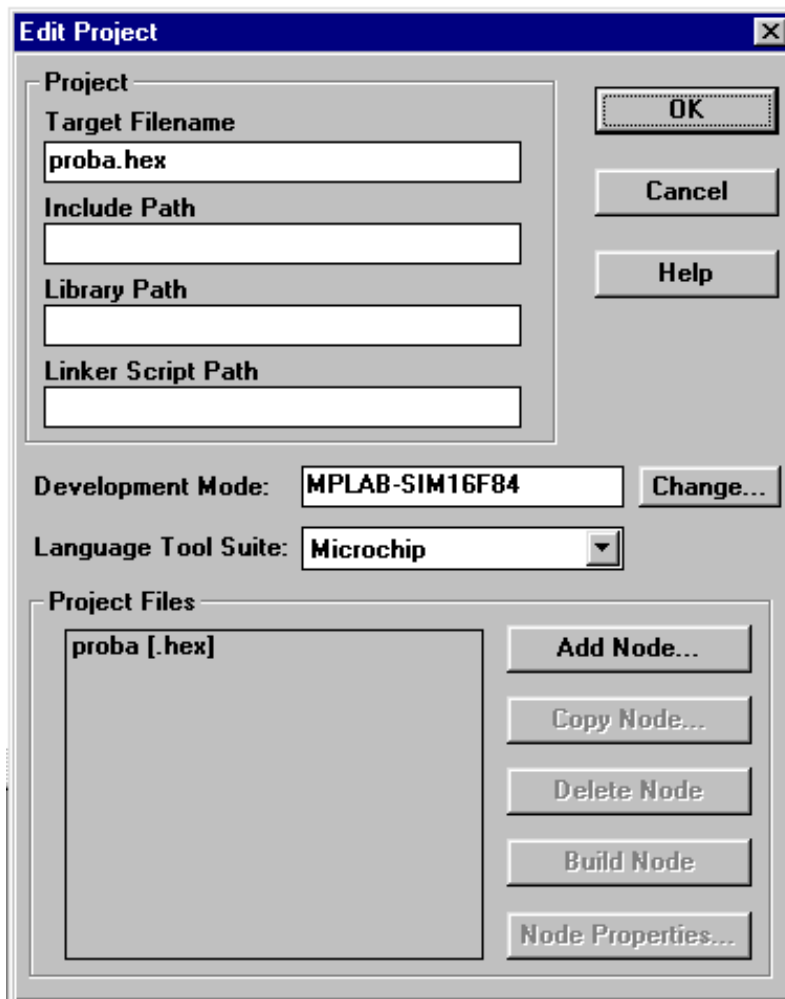 Edit Project
Project
Target Filename
proba.hex
Include Path
Library Path
Linker Script Path
OK
Cancel
Help
Development Mode: MPLAB-SIM16F84 Change...
Language Tool Suite: Microchip
Project Files
proba [.hex]
Add Node...
Copy Node...
Delete Node
Build Node
Node Properties...